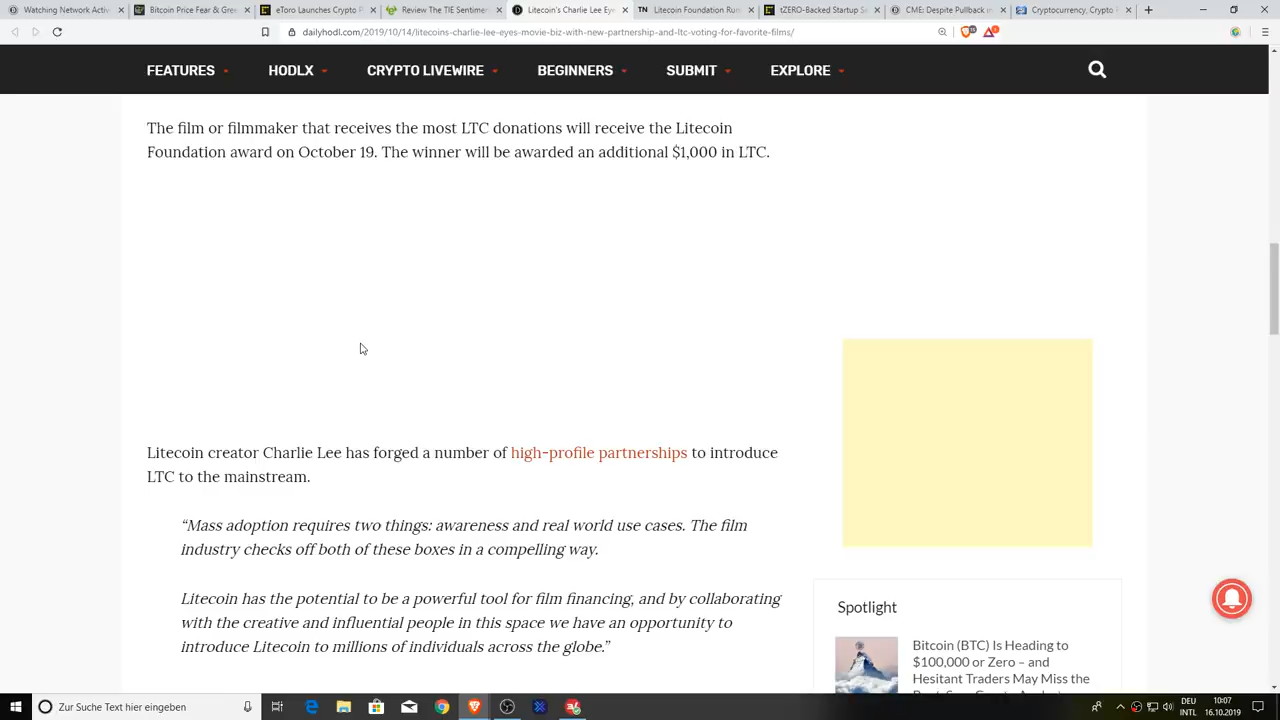 Watching Network Active
Bitcoin Price Fear & Gree
eToro Launches Crypto P
Review The TIE Sentimen
Litecoin's Charlie Lee Eye
TN Litecoin Foundation Run
tZERO-Backed Startup Se
CME: Despite Pullback in
Cryptocurrency, Crypto
dailyhodl.com/2019/10/14/litecoins-charlie-lee-eyes-movie-biz-with-new-partnership-and-ltc-voting-for-favorite-films/
FEATURES HODLX CRYPTO LIVEWIRE BEGINNERS SUBMIT EXPLORE
The film or filmmaker that receives the most LTC donations will receive the Litecoin
Foundation award on October 19. The winner will be awarded an additional $1,000 in LTC.
Litecoin creator Charlie Lee has forged a number of high-profile partnerships to introduce
LTC to the mainstream.
“Mass adoption requires two things: awareness and real world use cases. The film
industry checks off both of these boxes in a compelling way.
Litecoin has the potential to be a powerful tool for film financing, and by collaborating
with the creative and influential people in this space we have an opportunity to
introduce Litecoin to millions of individuals across the globe.”
Spotlight
Bitcoin (BTC) Is Heading to
$100,000 or Zero – and
Hesitant Traders May Miss the
Zur Suche Text hier eingeben
DEU
INTL
10:07
16.10.2019